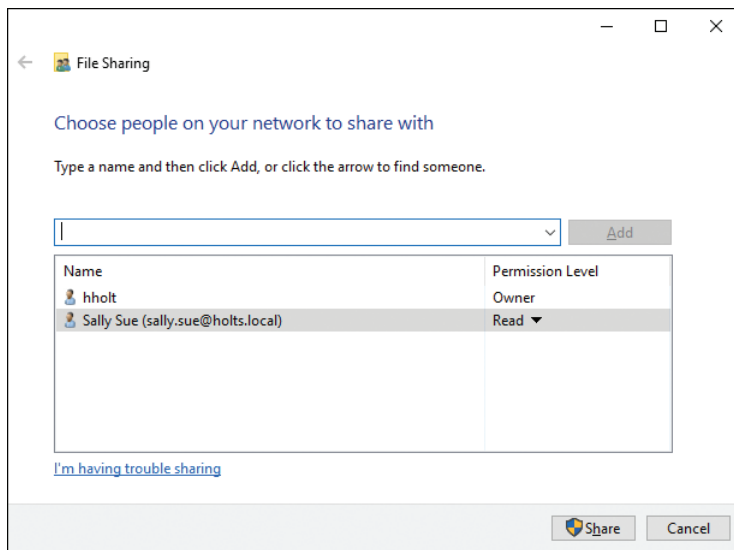 File Sharing
Choose people on your network to share with
Type a name and then click Add, or click the arrow to find someone.
Add
Name Permission Level
hholt Owner
Sally Sue (sally.sue@holts.local) Read
I'm having trouble sharing
Share Cancel